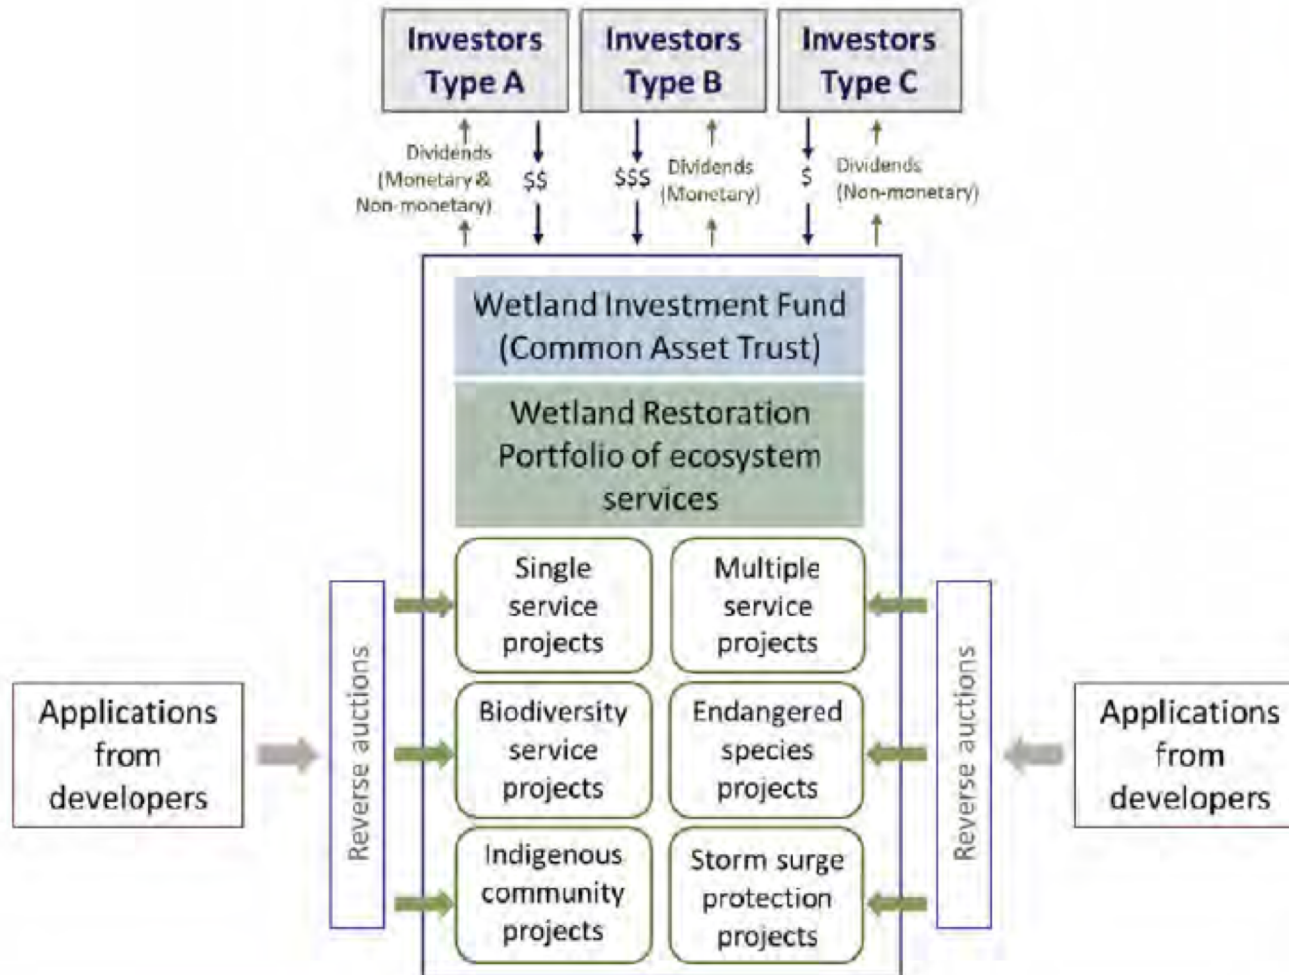 Investors
Type A
Investors
Type B
Investors
Type C
Dividends
(Monetary &
Non-monetary)
$$
$$$
Dividends
(Monetary)
$
Dividends
(Non-monetary)
Wetland Investment Fund
(Common Asset Trust)
Wetland Restoration
Portfolio of ecosystem
services
Single
service
projects
Multiple
service
projects
Biodiversity
service
projects
Endangered
species
projects
Indigenous
community
projects
Storm surge
protection
projects
Reverse auctions
Reverse auctions
Applications
from
developers
Applications
from
developers